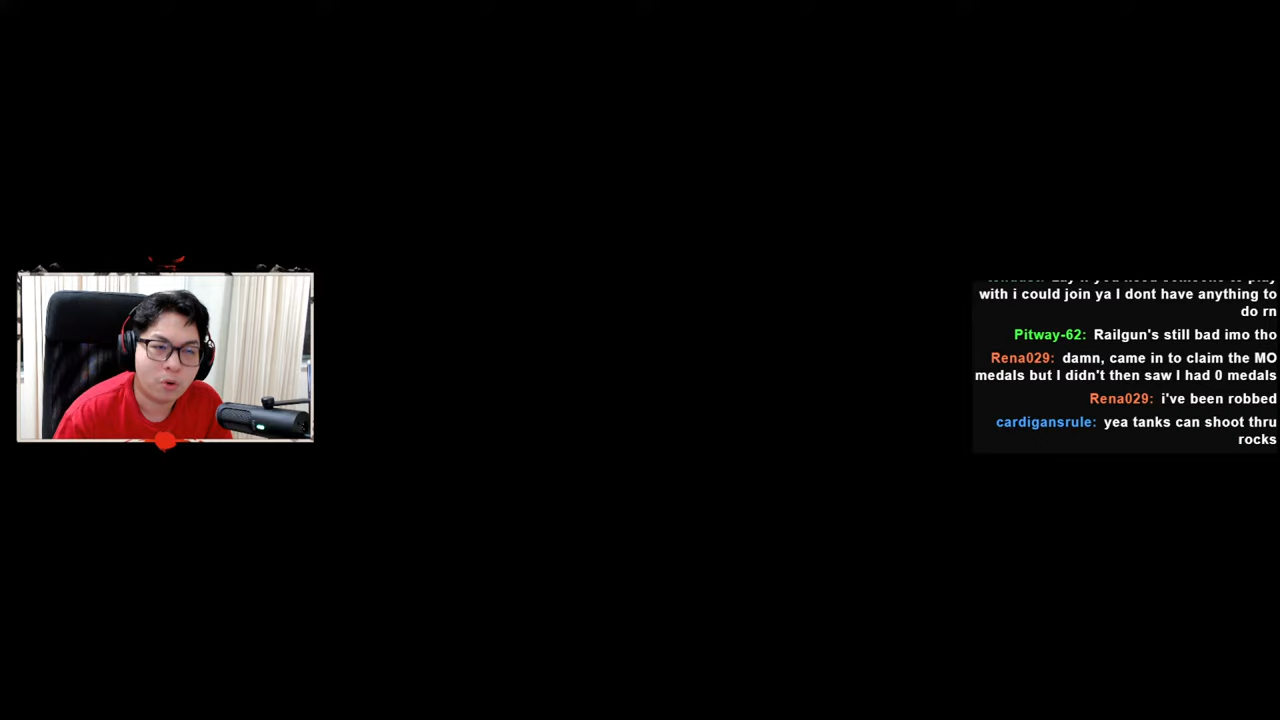 with i could join ya I dont have anything to
do rn
Pitway-62: Railgun's still bad imo tho
Rena029: damn, came in to claim the MO
medals but I didn't then saw I had 0 medals
Rena029: i've been robbed
cardigansrule: yea tanks can shoot thru
rocks